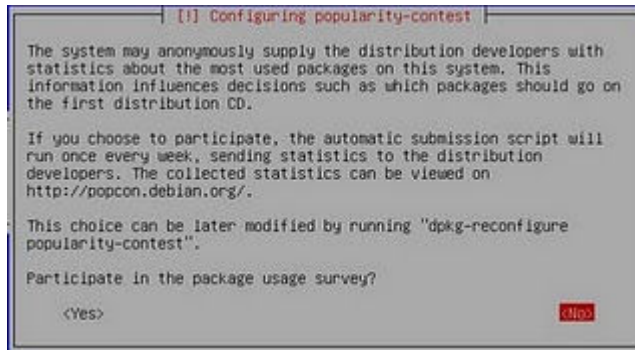 [!] Configuring popularity-contest
The system may anonymously supply the distribution developers with
statistics about the most used packages on this system. This
information influences decisions such as which packages should go on
the first distribution CD.
If you choose to participate, the automatic submission script will
run once every week, sending statistics to the distribution
developers. The collected statistics can be viewed on
http://popcon.debian.org/.
This choice can be later modified by running "dpkg-reconfigure
popularity-contest".
Participate in the package usage survey?
<Yes> <No>